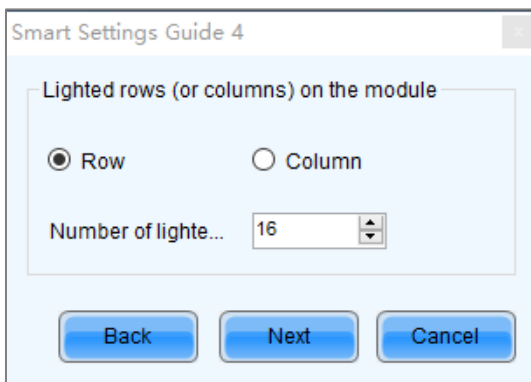 Smart Settings Guide 4
Lighted rows (or columns) on the module
Row Column
Number of lighte... 16
Back Next Cancel